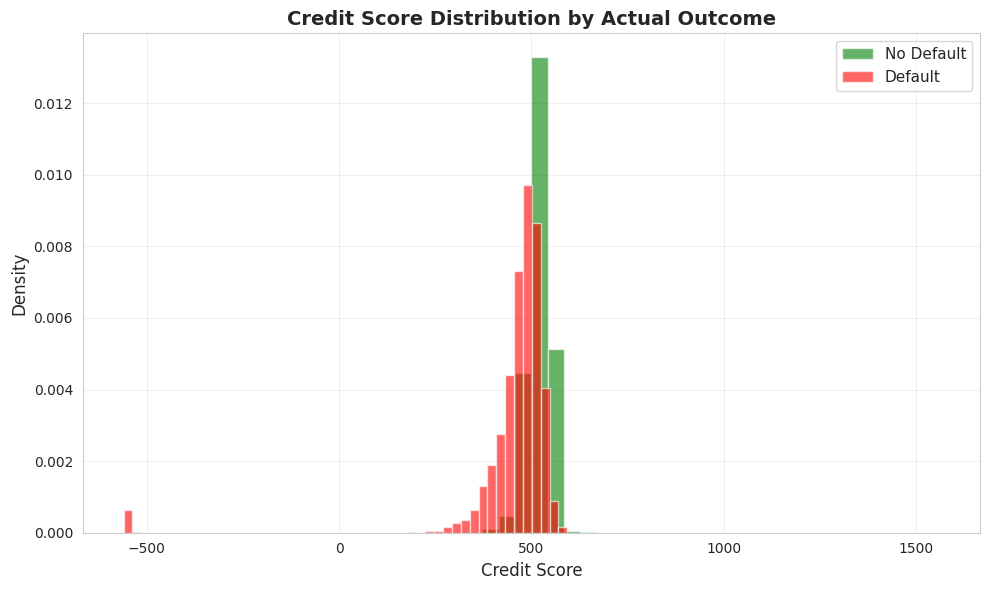 Credit Score Distribution by Actual Outcome
No Default
Default
Density
0.012
0.010
0.008
0.006
0.004
0.002
0.000
−500
0
500
1000
1500
Credit Score